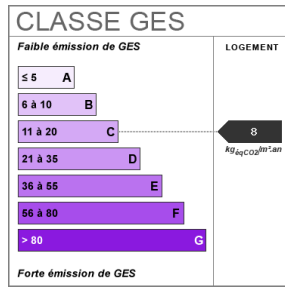 CLASSE GES
Faible émission de GES
LOGEMENT
≤ 5 A
6 à 10 B
11 à 20 C
8
kgéqCO2/m².an
21 à 35 D
36 à 55 E
56 à 80 F
> 80 G
Forte émission de GES